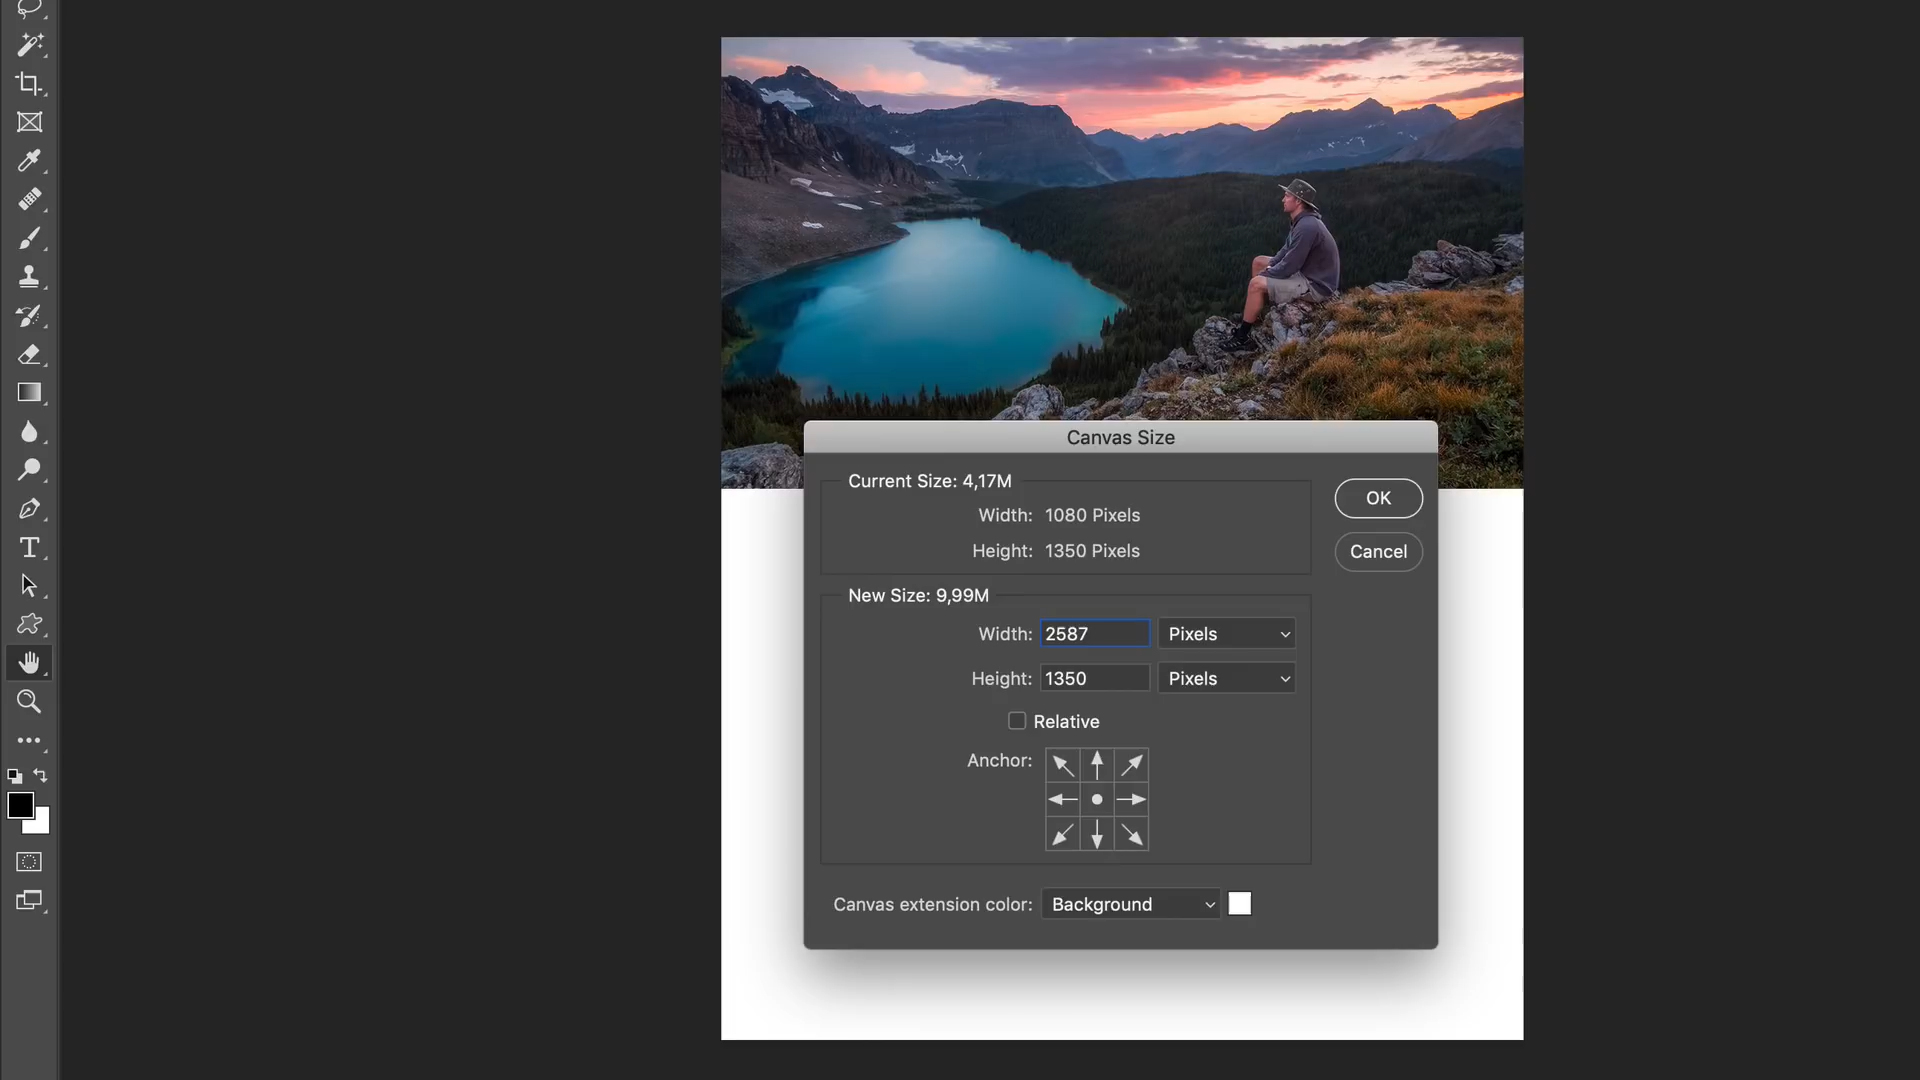 Canvas Size
Current Size: 4,17M
Width: 1080 Pixels
Height: 1350 Pixels
OK
Cancel
New Size: 9,99M
Width: 2587 Pixels
Height: 1350 Pixels
Relative
Anchor:
Canvas extension color: Background